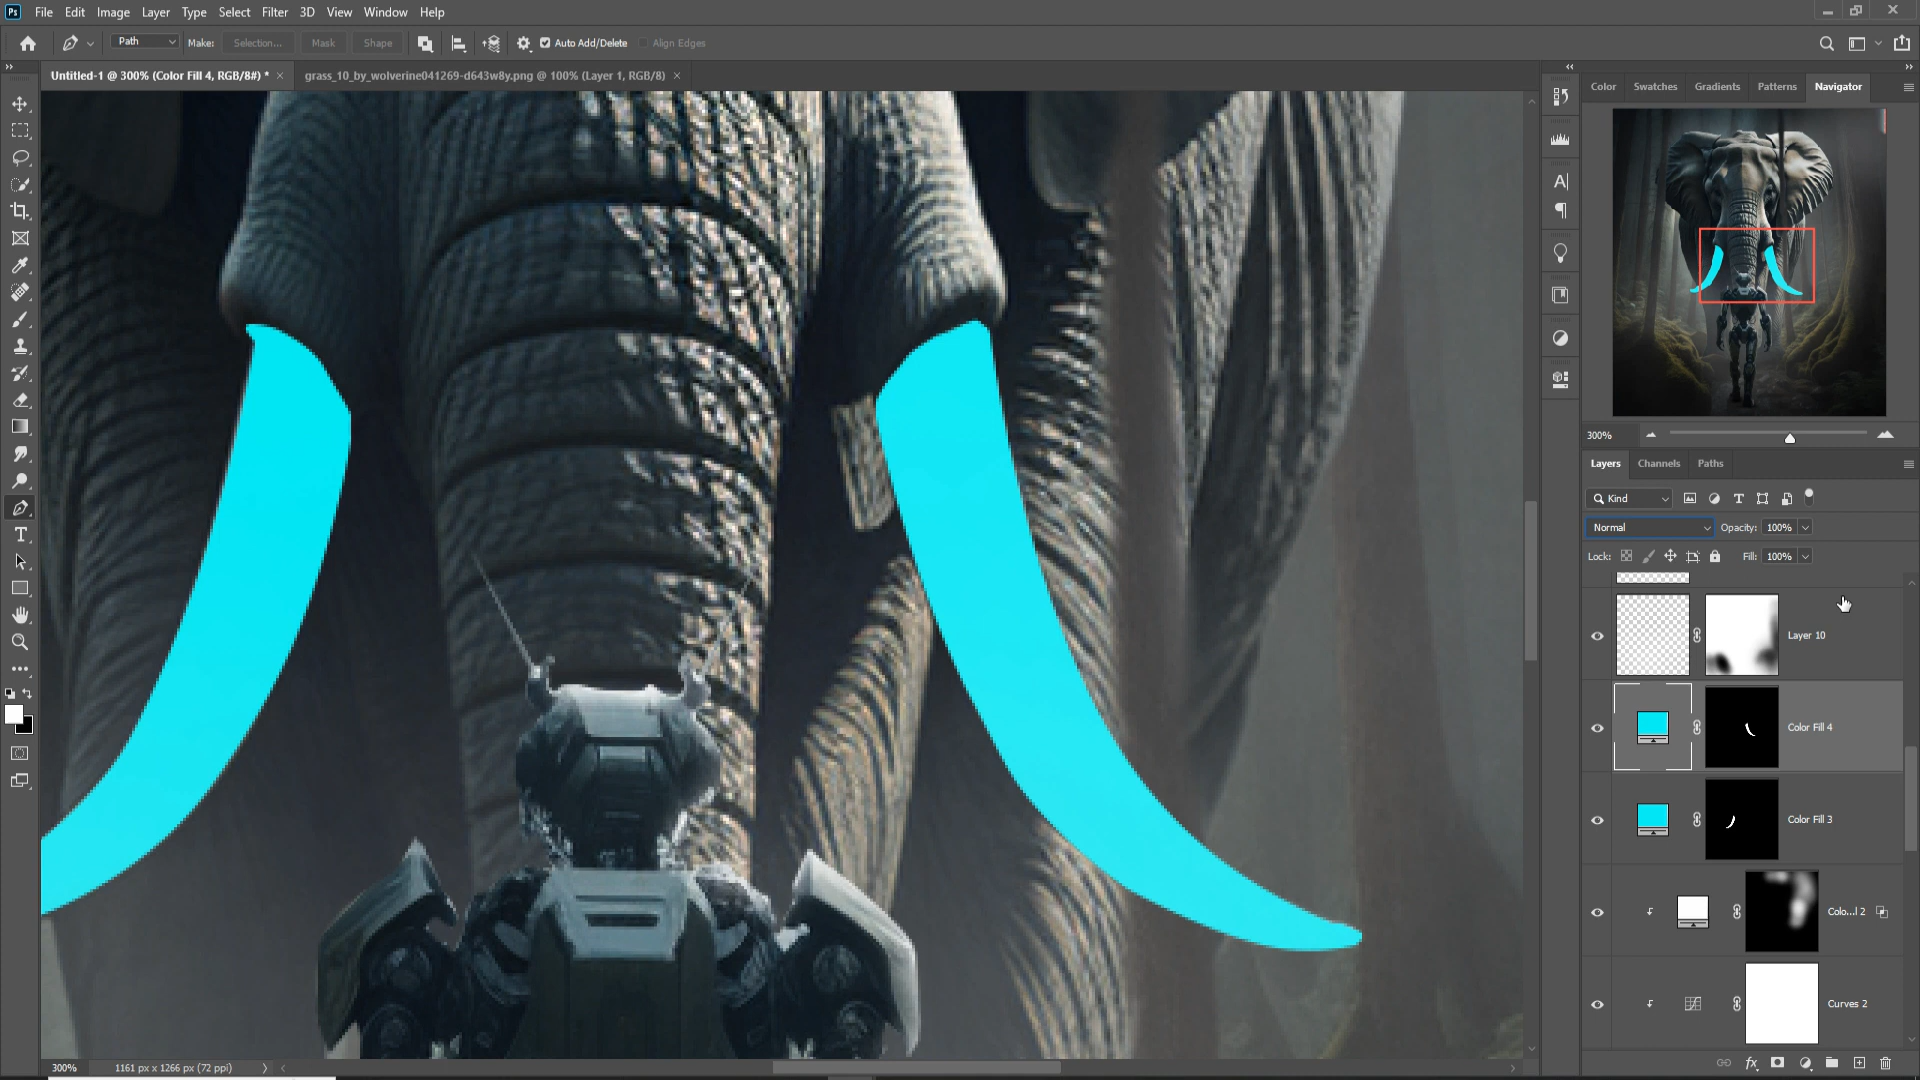 Ps File Edit Image Layer Type Select Filter 3D View Window Help
Path Make: Selection... Mask Shape Auto Add/Delete Align Edges
Untitled-1 @ 300% (Color Fill 4, RGB/8#) * × grass_10_by_wolverine041269-d643w8y.png @ 100% (Layer 1, RGB/8) ×
Color Swatches Gradients Patterns Navigator
300%
Layers Channels Paths
Kind
Normal Opacity: 100%
Lock: Fill: 100%
Layer 10
Color Fill 4
Color Fill 3
Colo...l 2
Curves 2
300% 1161 px x 1266 px (72 ppi)